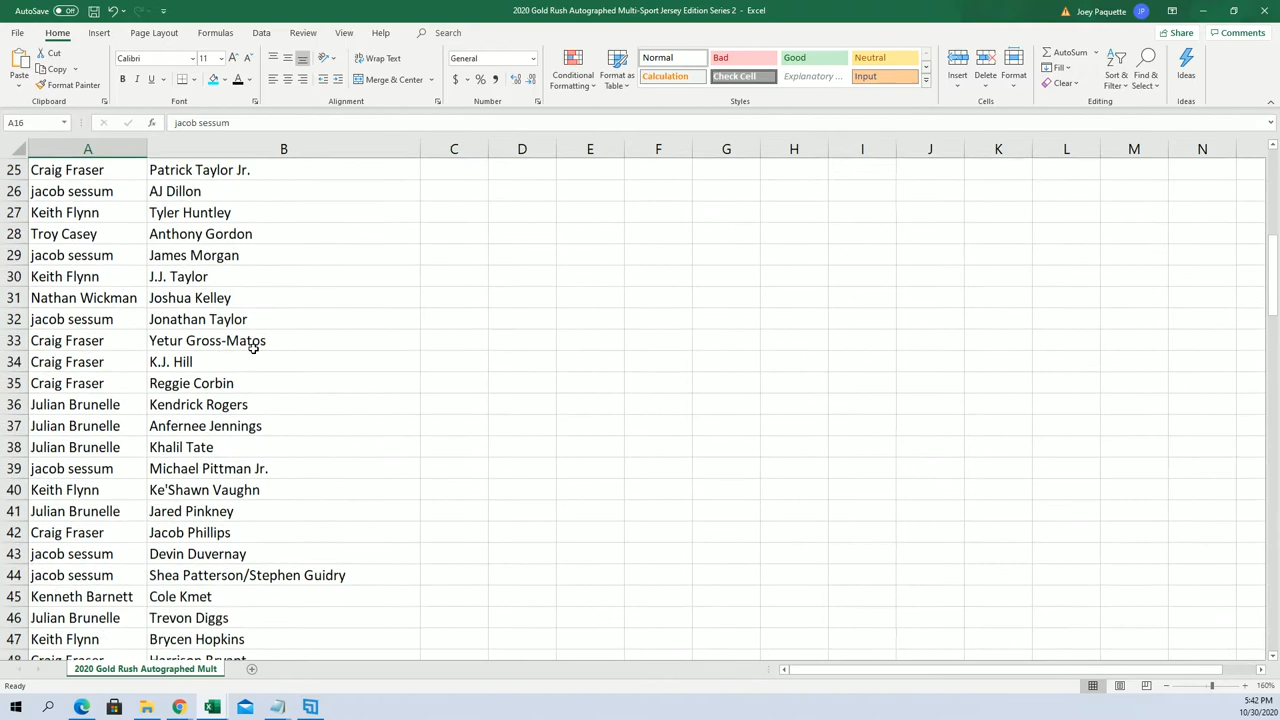 AutoSave Off 2020 Gold Rush Autographed Multi-Sport Jersey Edition Series 2 - Excel Joey Paquette JP
File Home Insert Page Layout Formulas Data Review View Help Search Share Comments
Paste
Cut
Copy
Format Painter
Clipboard
Calibri 11
B I U
Font
Wrap Text
Merge & Center
Alignment
General
$ % ,
Number
Conditional Formatting
Format as Table
Normal Bad Good Neutral
Calculation Check Cell Explanatory ... Input
Styles
Insert Delete Format
Cells
AutoSum
Fill
Clear
Sort & Filter
Find & Select
Editing
Ideas
Ideas
A16 fx jacob sessum
A B C D E F G H I J K L M N
25 Craig Fraser Patrick Taylor Jr.
26 jacob sessum AJ Dillon
27 Keith Flynn Tyler Huntley
28 Troy Casey Anthony Gordon
29 jacob sessum James Morgan
30 Keith Flynn J.J. Taylor
31 Nathan Wickman Joshua Kelley
32 jacob sessum Jonathan Taylor
33 Craig Fraser Yetur Gross-Matos
34 Craig Fraser K.J. Hill
35 Craig Fraser Reggie Corbin
36 Julian Brunelle Kendrick Rogers
37 Julian Brunelle Anfernee Jennings
38 Julian Brunelle Khalil Tate
39 jacob sessum Michael Pittman Jr.
40 Keith Flynn Ke'Shawn Vaughn
41 Julian Brunelle Jared Pinkney
42 Craig Fraser Jacob Phillips
43 jacob sessum Devin Duvernay
44 jacob sessum Shea Patterson/Stephen Guidry
45 Kenneth Barnett Cole Kmet
46 Julian Brunelle Trevon Diggs
47 Keith Flynn Brycen Hopkins
48 Craig Fraser Harrison Bryant
2020 Gold Rush Autographed Mult
Ready 160%
5:42 PM
10/30/2020